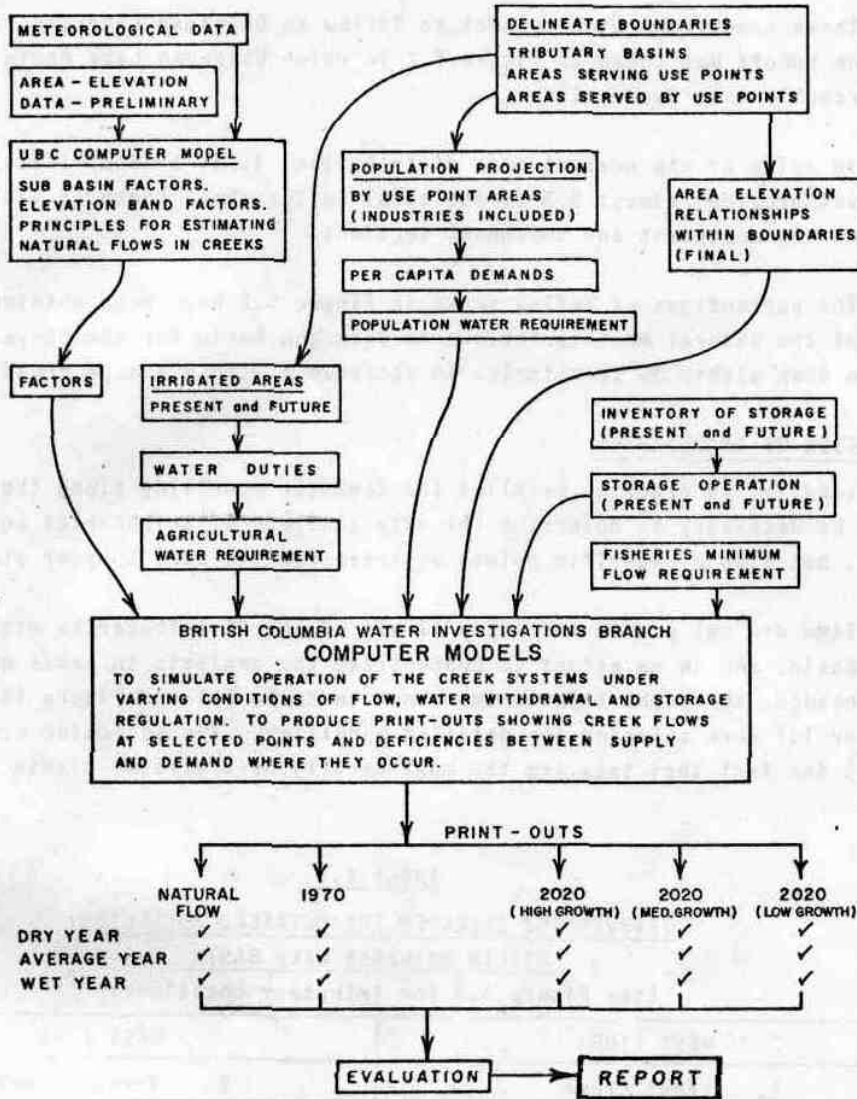 METEOROLOGICAL DATA
AREA - ELEVATION
DATA - PRELIMINARY
UBC COMPUTER MODEL
SUB BASIN FACTORS.
ELEVATION BAND FACTORS.
PRINCIPLES FOR ESTIMATING
NATURAL FLOWS IN CREEKS
FACTORS
DELINEATE BOUNDARIES
TRIBUTARY BASINS
AREAS SERVING USE POINTS
AREAS SERVED BY USE POINTS
POPULATION PROJECTION
BY USE POINT AREAS
(INDUSTRIES INCLUDED)
PER CAPITA DEMANDS
POPULATION WATER REQUIREMENT
AREA ELEVATION
RELATIONSHIPS
WITHIN BOUNDARIES
(FINAL)
IRRIGATED AREAS
PRESENT and FUTURE
WATER DUTIES
AGRICULTURAL
WATER REQUIREMENT
INVENTORY OF STORAGE
(PRESENT and FUTURE)
STORAGE OPERATION
(PRESENT and FUTURE)
FISHERIES MINIMUM
FLOW REQUIREMENT
BRITISH COLUMBIA WATER INVESTIGATIONS BRANCH
COMPUTER MODELS
TO SIMULATE OPERATION OF THE CREEK SYSTEMS UNDER
VARYING CONDITIONS OF FLOW, WATER WITHDRAWAL AND STORAGE
REGULATION. TO PRODUCE PRINT-OUTS SHOWING CREEK FLOWS
AT SELECTED POINTS AND DEFICIENCIES BETWEEN SUPPLY
AND DEMAND WHERE THEY OCCUR.
PRINT - OUTS
NATURAL FLOW 1970 2020 (HIGH GROWTH) 2020 (MED. GROWTH) 2020 (LOW GROWTH)
DRY YEAR ✓ ✓ ✓ ✓ ✓
AVERAGE YEAR ✓ ✓ ✓ ✓ ✓
WET YEAR ✓ ✓ ✓ ✓
EVALUATION
REPORT